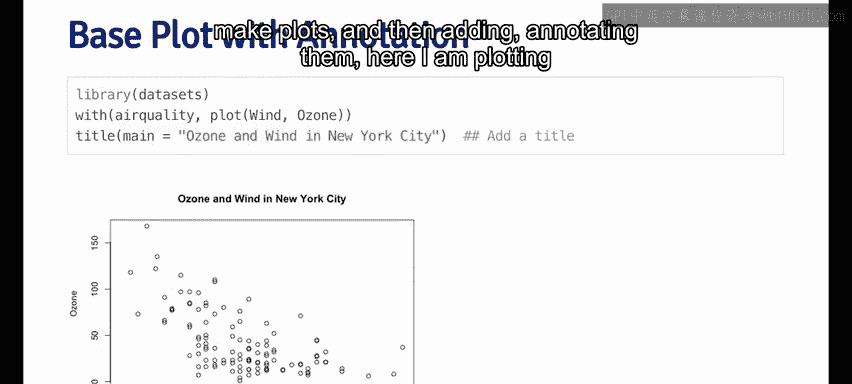 Base Plot with Annotation
make plots, and then adding, annotating
them, here I am plotting
library(datasets)
with(airquality, plot(Wind, Ozone))
title(main = "Ozone and Wind in New York City")  ## Add a title
Ozone and Wind in New York City
150
100
50
0
Ozone